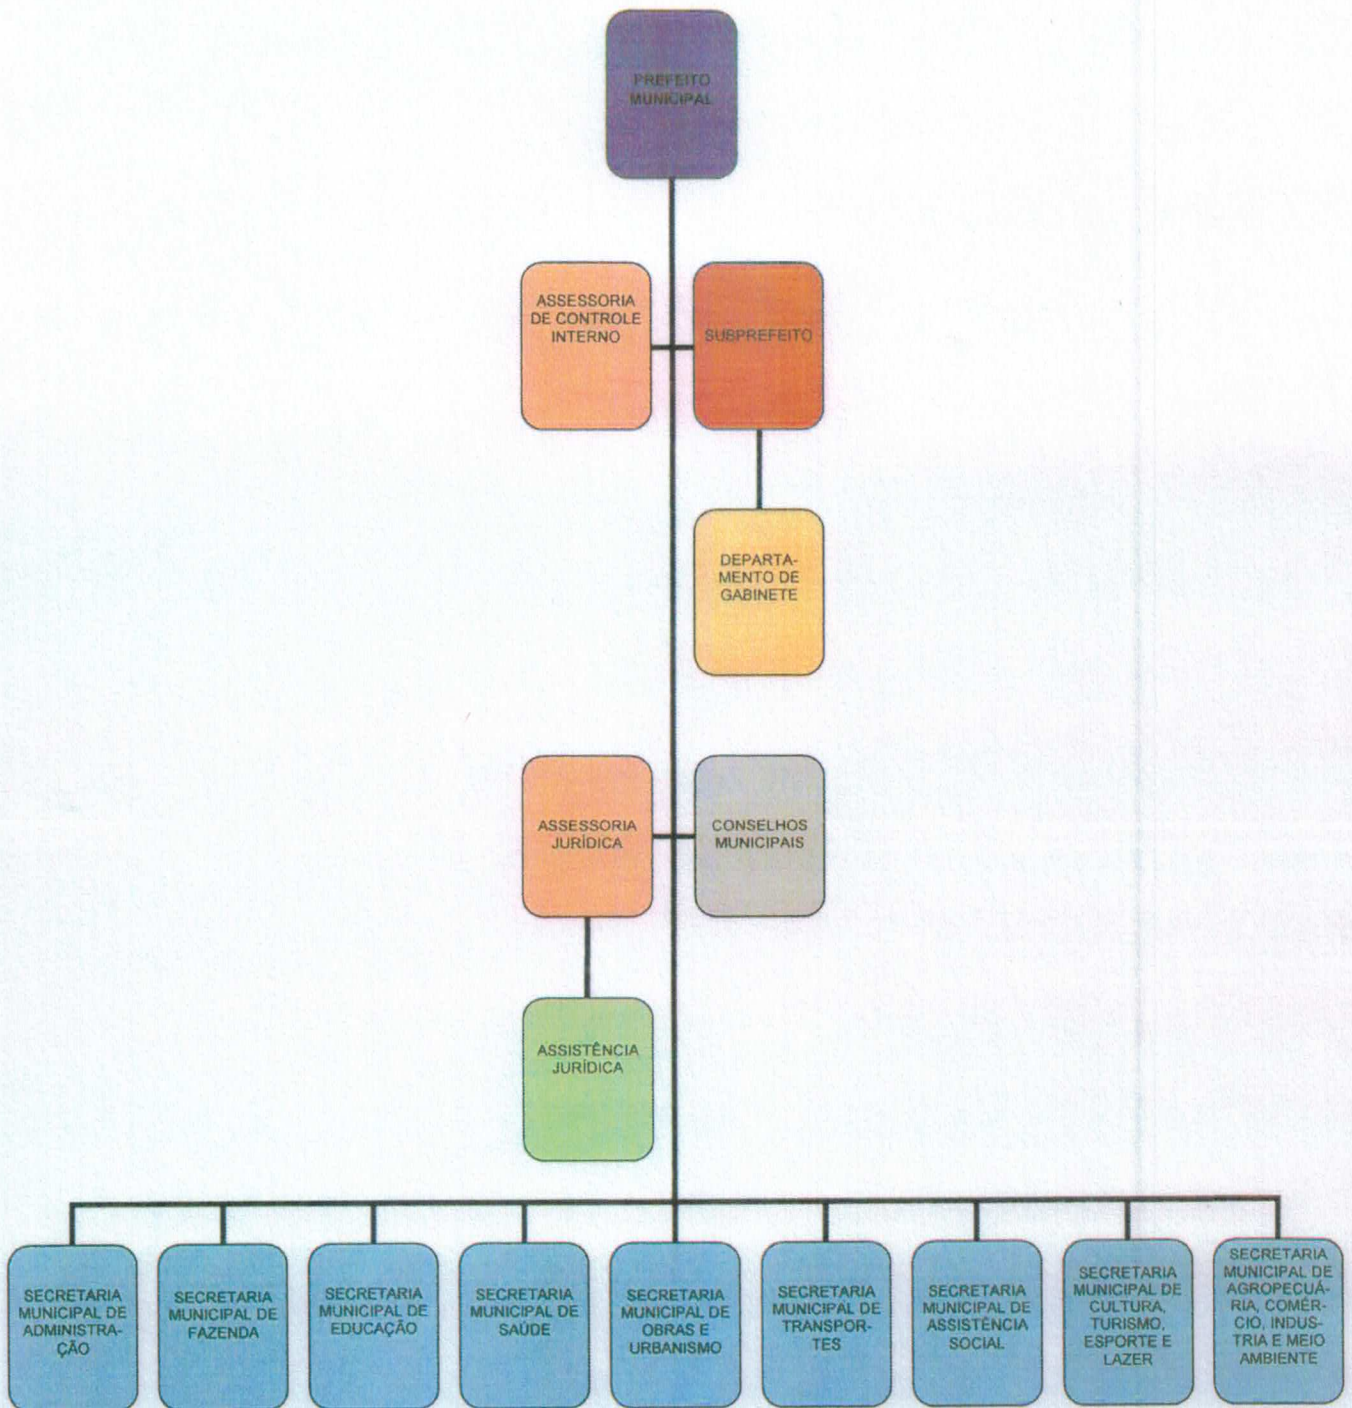 PREFEITO
MUNICIPAL
ASSESSORIA
DE CONTROLE
INTERNO
SUBPREFEITO
DEPARTA-
MENTO DE
GABINETE
ASSESSORIA
JURÍDICA
CONSELHOS
MUNICIPAIS
ASSISTÊNCIA
JURÍDICA
SECRETARIA
MUNICIPAL DE
ADMINISTRA-
ÇÃO
SECRETARIA
MUNICIPAL DE
FAZENDA
SECRETARIA
MUNICIPAL DE
EDUCAÇÃO
SECRETARIA
MUNICIPAL DE
SAÚDE
SECRETARIA
MUNICIPAL DE
OBRAS E
URBANISMO
SECRETARIA
MUNICIPAL DE
TRANSPOR-
TES
SECRETARIA
MUNICIPAL DE
ASSISTÊNCIA
SOCIAL
SECRETARIA
MUNICIPAL DE
CULTURA,
TURISMO,
ESPORTE E
LAZER
SECRETARIA
MUNICIPAL DE
AGROPECUÁ-
RIA, COMÉR-
CIO, INDUS-
TRIA E MEIO
AMBIENTE